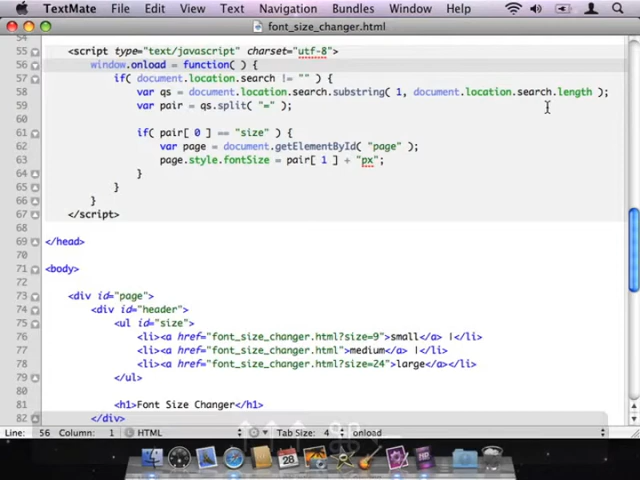 TextMate File Edit View Text Navigation Bundles Window Help
font_size_changer.html
54
55 <script type="text/javascript" charset="utf-8">
56 window.onload = function( ) {
57 if( document.location.search != "" ) {
58 var qs = document.location.search.substring( 1, document.location.search.length );
59 var pair = qs.split( "=" );
60
61 if( pair[ 0 ] == "size" ) {
62 var page = document.getElementById( "page" );
63 page.style.fontSize = pair[ 1 ] + "px";
64 }
65 }
66 }
67 </script>
68
69 </head>
70
71 <body>
72
73 <div id="page">
74 <div id="header">
75 <ul id="size">
76 <li><a href="font_size_changer.html?size=9">small</a> |</li>
77 <li><a href="font_size_changer.html">medium</a> |</li>
78 <li><a href="font_size_changer.html?size=24">large</a></li>
79 </ul>
80
81 <h1>Font Size Changer</h1>
82 </div>
Line: 56 Column: 1 HTML Tab Size: 4 onload
28